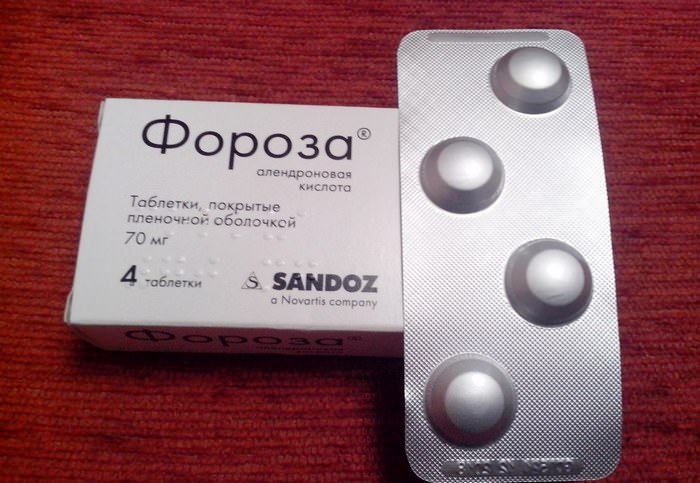 Фороза®
алендроновая
кислота
Таблетки, покрытые
пленочной оболочкой
70 мг
4 таблетки
S SANDOZ
a Novartis company
Фороза®